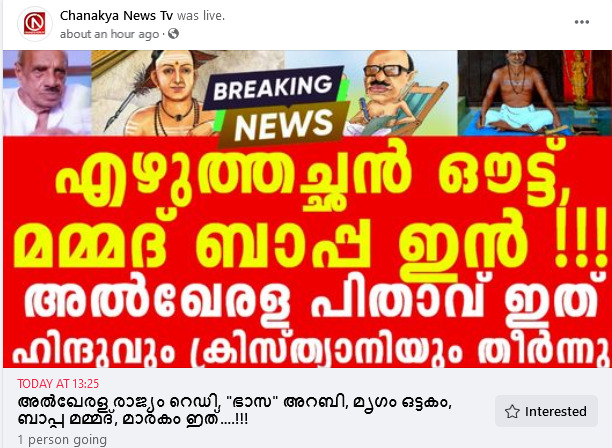 Chanakya News Tv was live.
about an hour ago ·
BREAKING
NEWS
എഴുത്തച്ഛൻ ഔട്ട്,
മമ്മദ് ബാപ്പ ഇൻ !!!
അൽഖേരള പിതാവ് ഇത്
ഹിന്ദുവും ക്രിസ്ത്യാനിയും തീർന്നു
TODAY AT 13:25
അൽഖേരള രാജ്യം റെഡി, "ഭാസ" അറബി, മൃഗം ഒട്ടകം,
ബാപ്പ മമ്മദ്, മാർകം ഇത്....!!!
Interested
1 person going